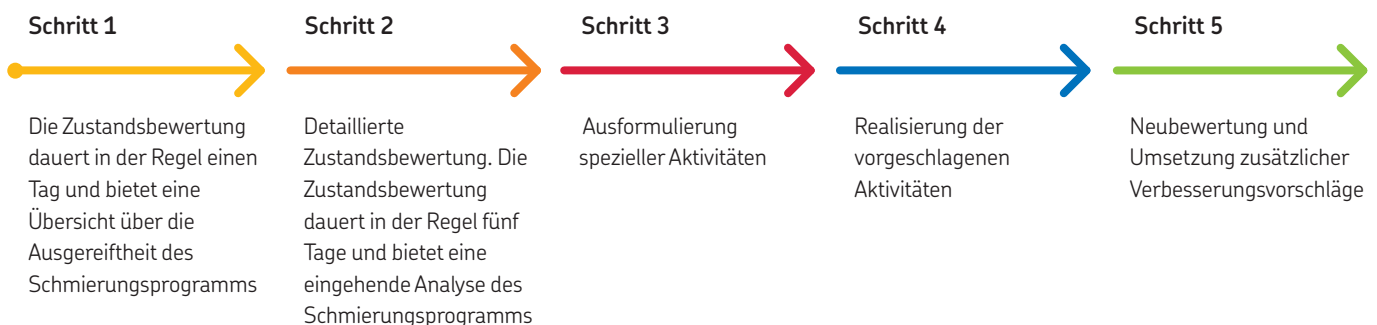 Schritt 1
Die Zustandsbewertung
dauert in der Regel einen
Tag und bietet eine
Übersicht über die
Ausgereiftheit des
Schmierungsprogramms
Schritt 2
Detaillierte
Zustandsbewertung. Die
Zustandsbewertung
dauert in der Regel fünf
Tage und bietet eine
eingehende Analyse des
Schmierungsprogramms
Schritt 3
Ausformulierung
spezieller Aktivitäten
Schritt 4
Realisierung der
vorgeschlagenen
Aktivitäten
Schritt 5
Neubewertung und
Umsetzung zusätzlicher
Verbesserungsvorschläge